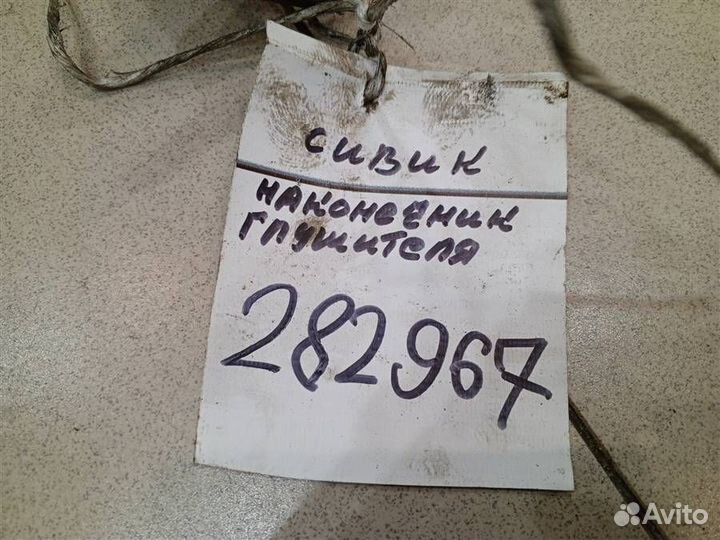 сивик
наконечник
глушителя
282967
Avito